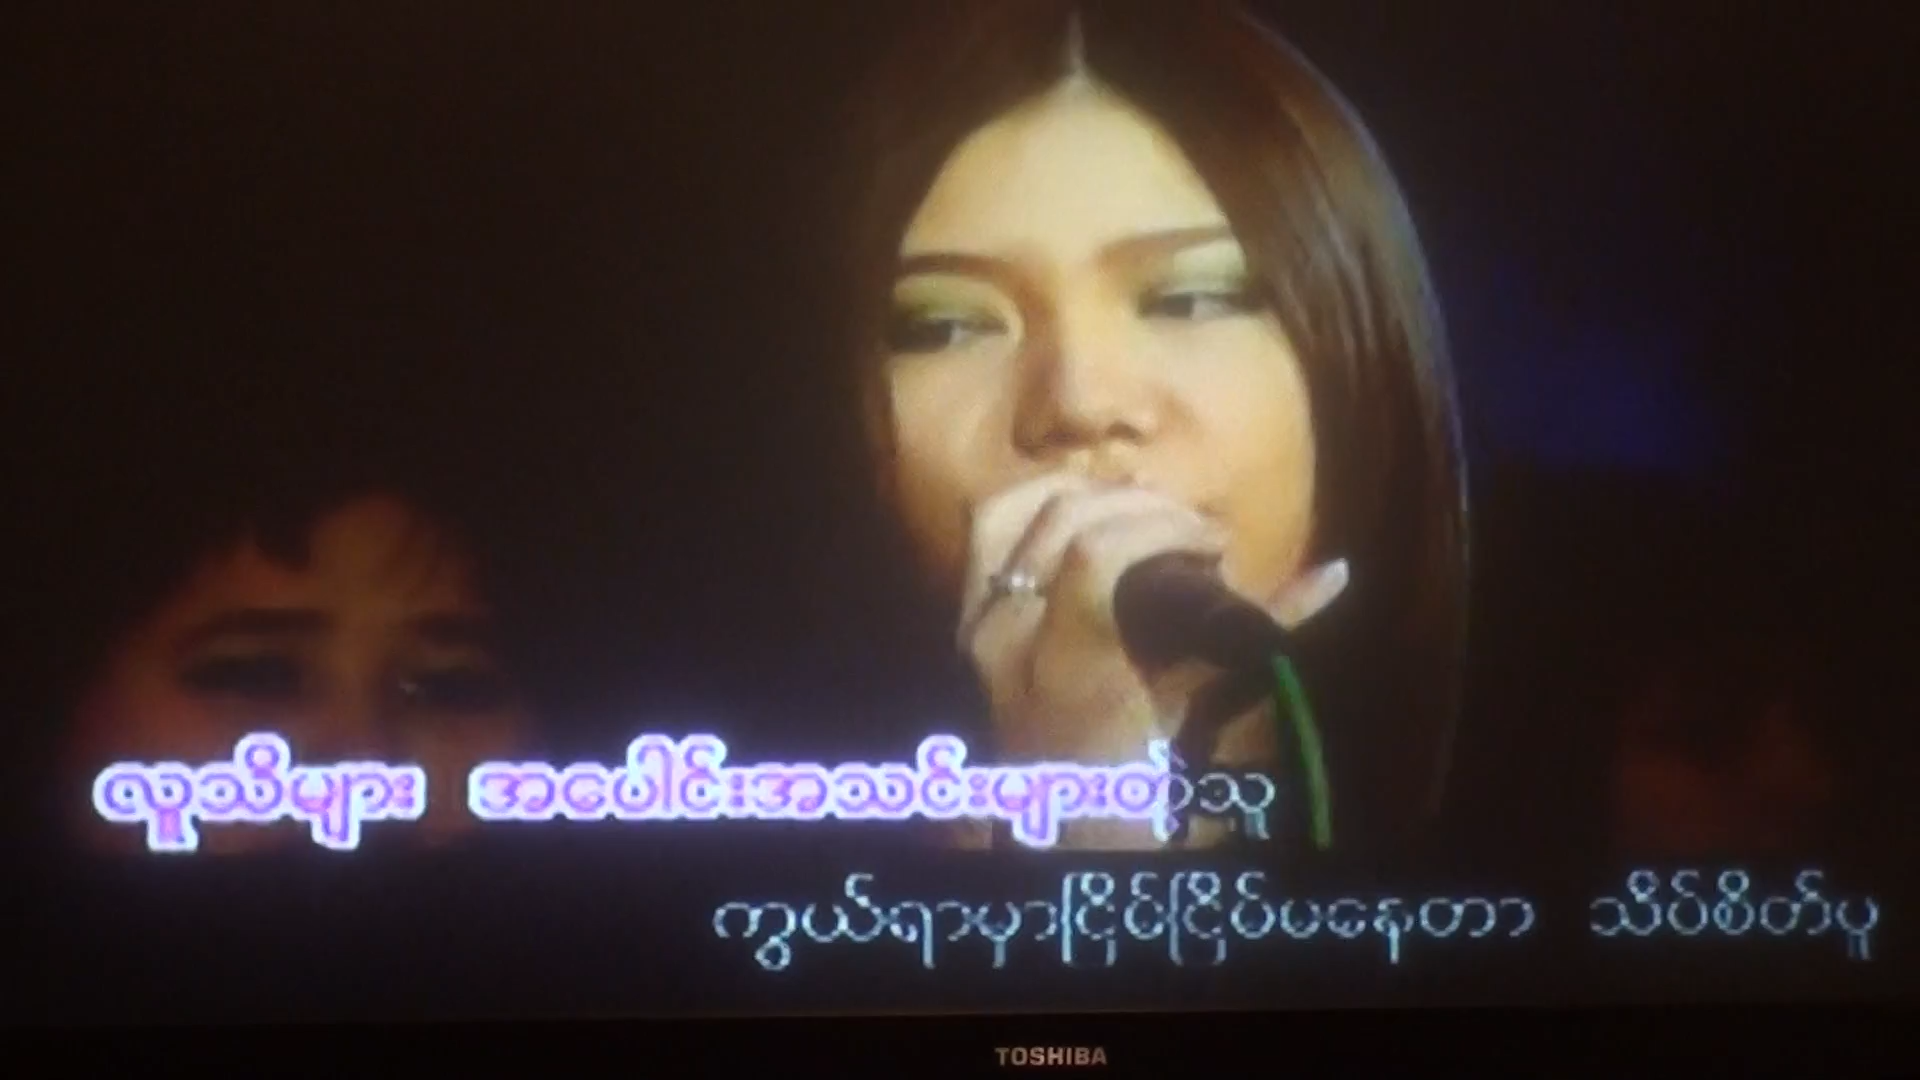 လူသိများ အပေါင်းအသင်းများတဲ့သူ
ကွယ်ရာမှာငြိမ်ငြိမ်မနေတာ သိပ်စိတ်ပူ
TOSHIBA